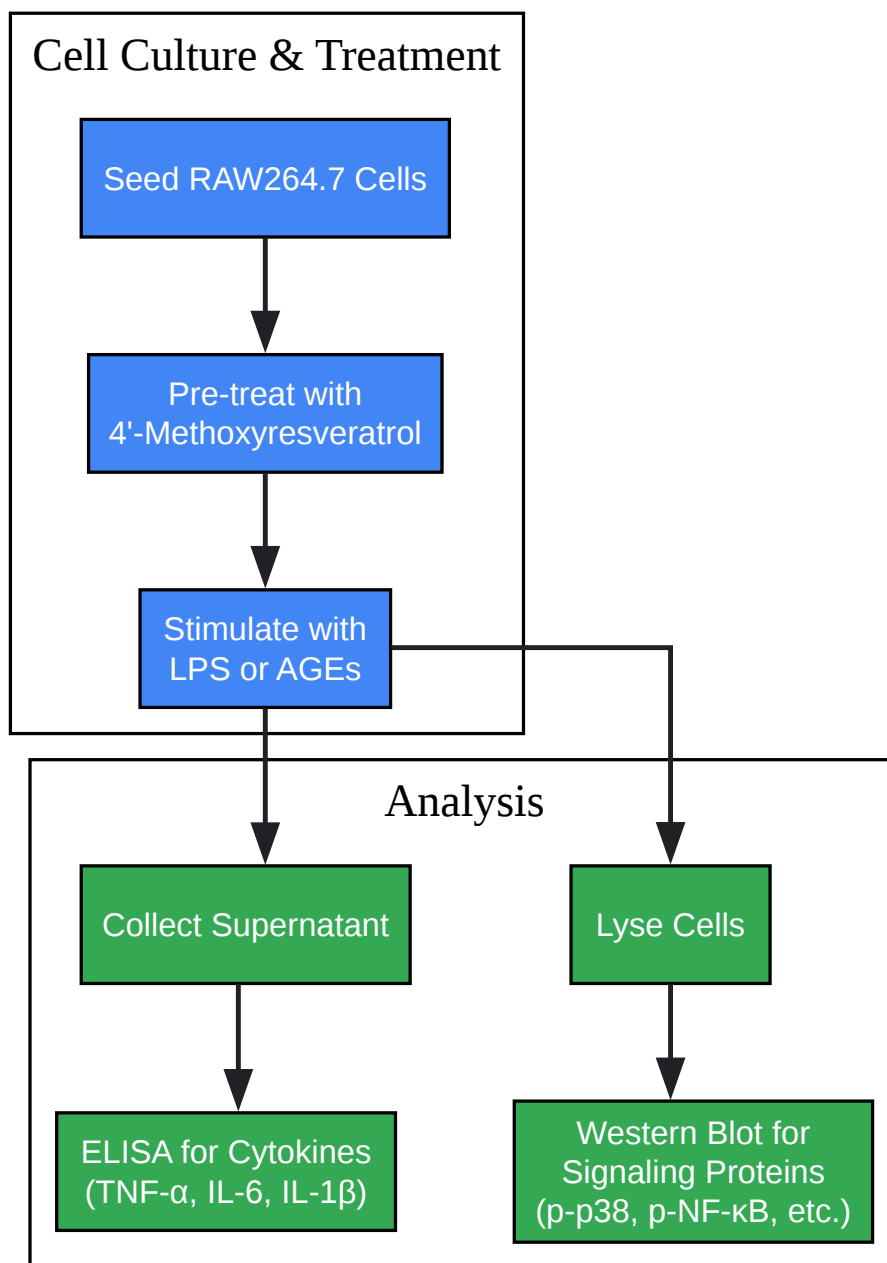 Cell Culture & Treatment
Seed RAW264.7 Cells
Pre-treat with
4'-Methoxyresveratrol
Stimulate with
LPS or AGEs
Analysis
Collect Supernatant
Lyse Cells
ELISA for Cytokines
(TNF-α, IL-6, IL-1β)
Western Blot for
Signaling Proteins
(p-p38, p-NF-κB, etc.)